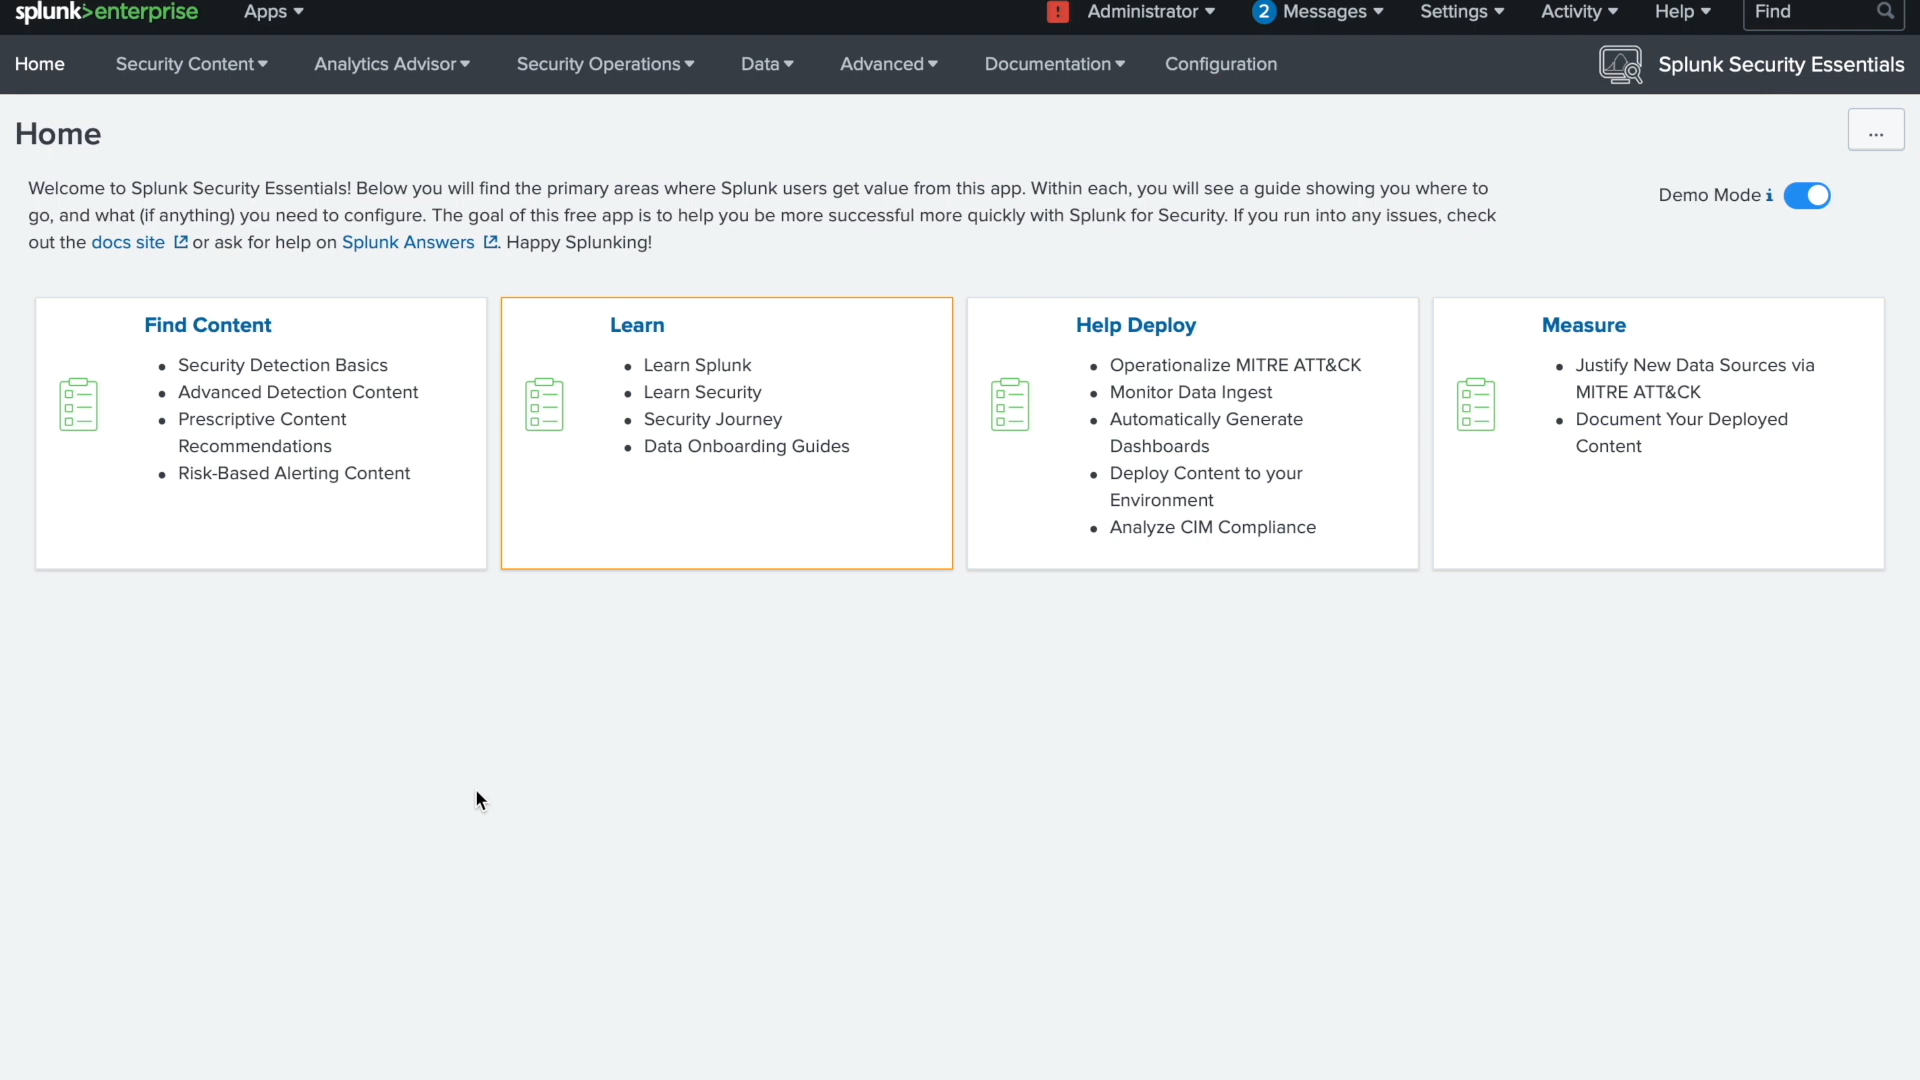 splunk>enterprise Apps ! Administrator 2 Messages Settings Activity Help Find
Home Security Content Analytics Advisor Security Operations Data Advanced Documentation Configuration Splunk Security Essentials
Home
...
Welcome to Splunk Security Essentials! Below you will find the primary areas where Splunk users get value from this app. Within each, you will see a guide showing you where to
go, and what (if anything) you need to configure. The goal of this free app is to help you be more successful more quickly with Splunk for Security. If you run into any issues, check
out the docs site or ask for help on Splunk Answers . Happy Splunking!
Demo Mode i
Find Content
• Security Detection Basics
• Advanced Detection Content
• Prescriptive Content
Recommendations
• Risk-Based Alerting Content
Learn
• Learn Splunk
• Learn Security
• Security Journey
• Data Onboarding Guides
Help Deploy
• Operationalize MITRE ATT&CK
• Monitor Data Ingest
• Automatically Generate
Dashboards
• Deploy Content to your
Environment
• Analyze CIM Compliance
Measure
• Justify New Data Sources via
MITRE ATT&CK
• Document Your Deployed
Content